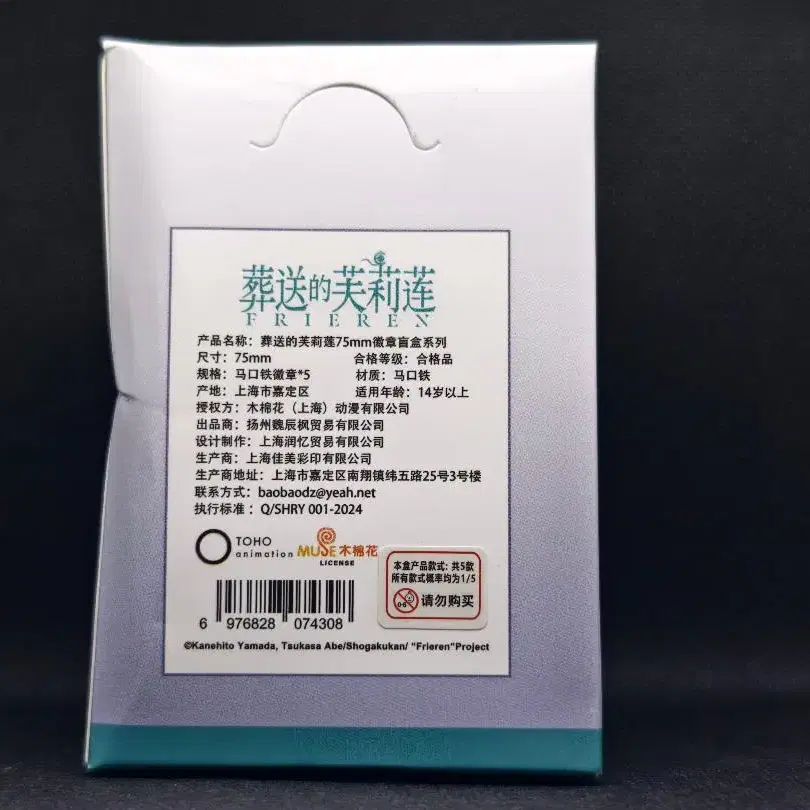 葬送的芙莉莲
FRIEREN
产品名称：葬送的芙莉莲75mm徽章盲盒系列
尺寸：75mm 合格等级：合格品
规格：马口铁徽章*5 材质：马口铁
产地：上海市嘉定区 适用年龄：14岁以上
授权方：木棉花（上海）动漫有限公司
出品商：扬州魏辰枫贸易有限公司
设计制作：上海润忆贸易有限公司
生产商：上海佳美彩印有限公司
生产商地址：上海市嘉定区南翔镇纬五路25号3号楼
联系方式：baobaodz@yeah.net
执行标准：Q/SHRY 001-2024
TOHO
animation
MUSE木棉花
LICENSE
本盒产品款式：共5款
所有款式概率均为1/5
0-8 请勿购买
6 976828 074308
©Kanehito Yamada, Tsukasa Abe/Shogakukan/ "Frieren"Project